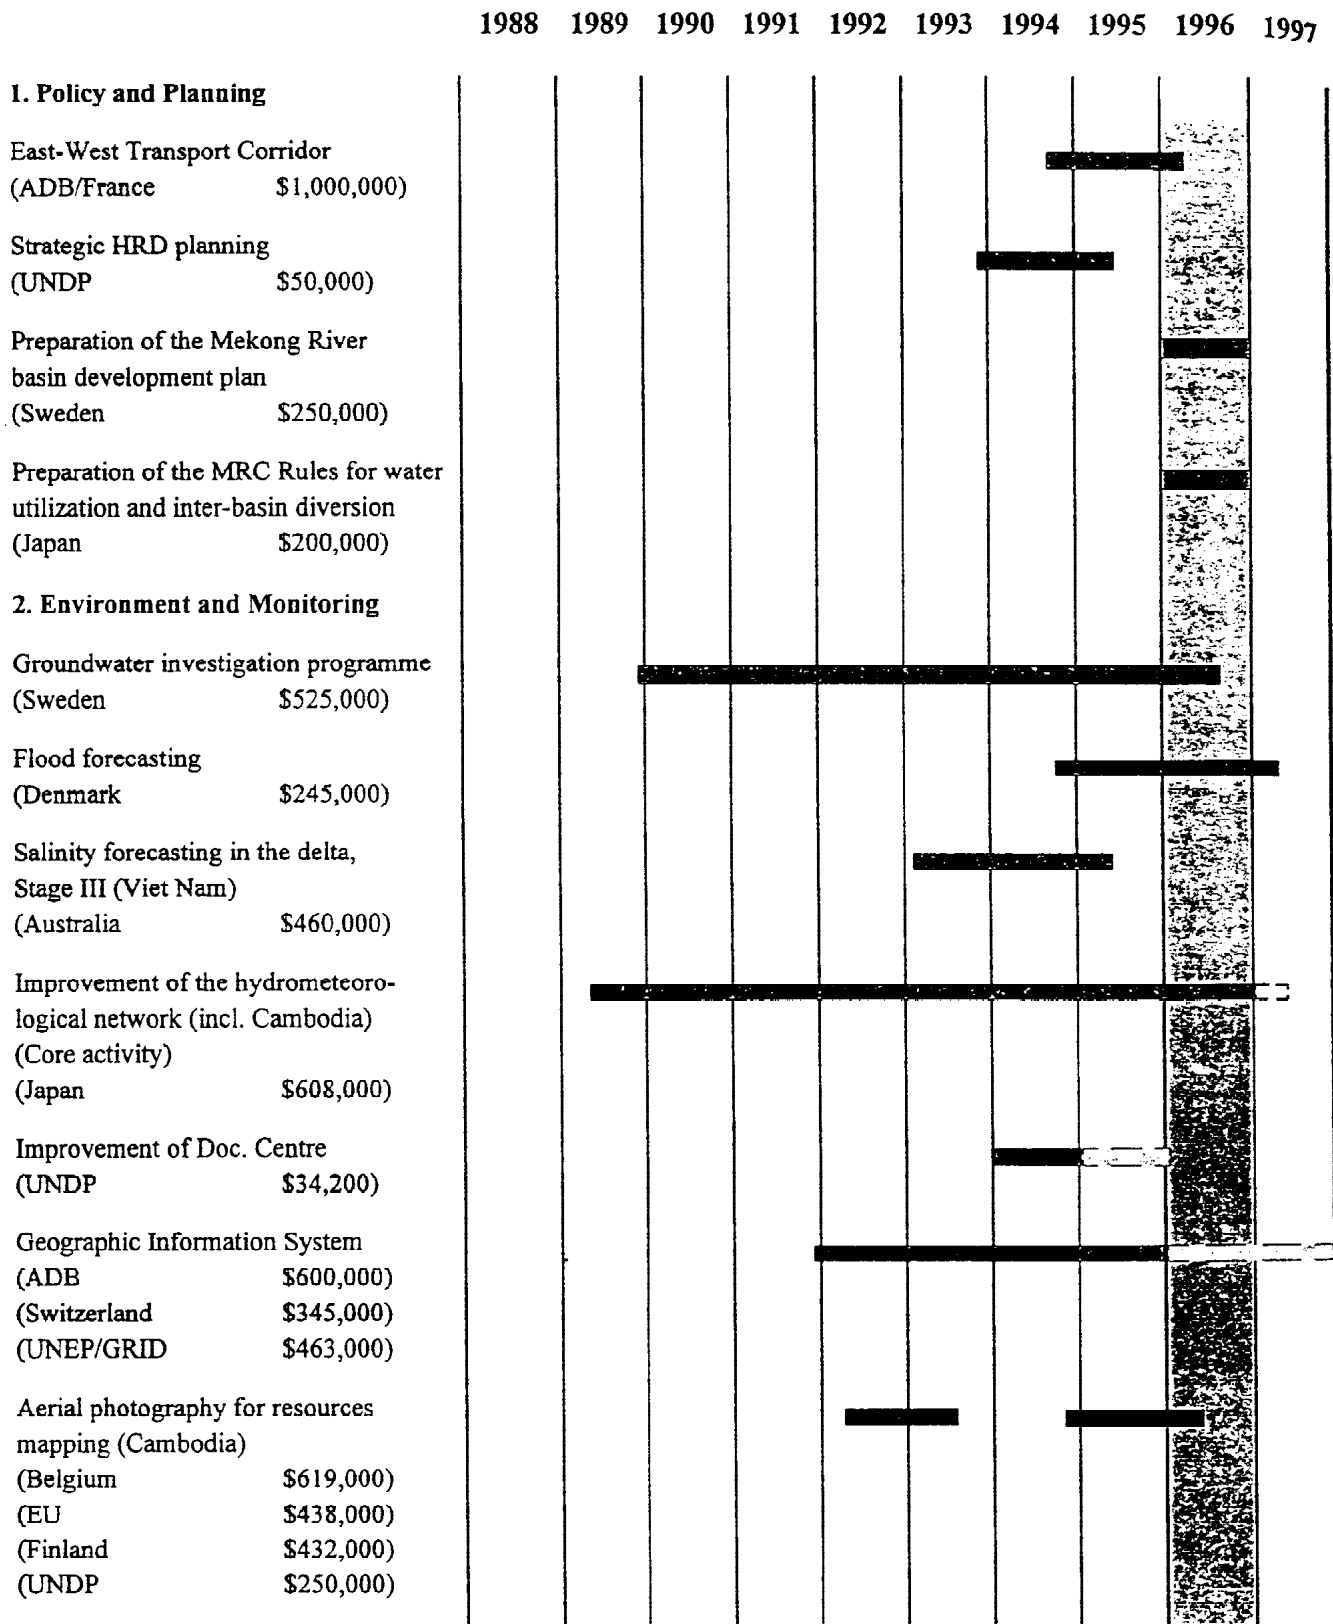 1988 1989 1990 1991 1992 1993 1994 1995 1996 1997
1. Policy and Planning
East-West Transport Corridor
(ADB/France $1,000,000)
Strategic HRD planning
(UNDP $50,000)
Preparation of the Mekong River
basin development plan
(Sweden $250,000)
Preparation of the MRC Rules for water
utilization and inter-basin diversion
(Japan $200,000)
2. Environment and Monitoring
Groundwater investigation programme
(Sweden $525,000)
Flood forecasting
(Denmark $245,000)
Salinity forecasting in the delta,
Stage III (Viet Nam)
(Australia $460,000)
Improvement of the hydrometeoro-
logical network (incl. Cambodia)
(Core activity)
(Japan $608,000)
Improvement of Doc. Centre
(UNDP $34,200)
Geographic Information System
(ADB $600,000)
(Switzerland $345,000)
(UNEP/GRID $463,000)
Aerial photography for resources
mapping (Cambodia)
(Belgium $619,000)
(EU $438,000)
(Finland $432,000)
(UNDP $250,000)